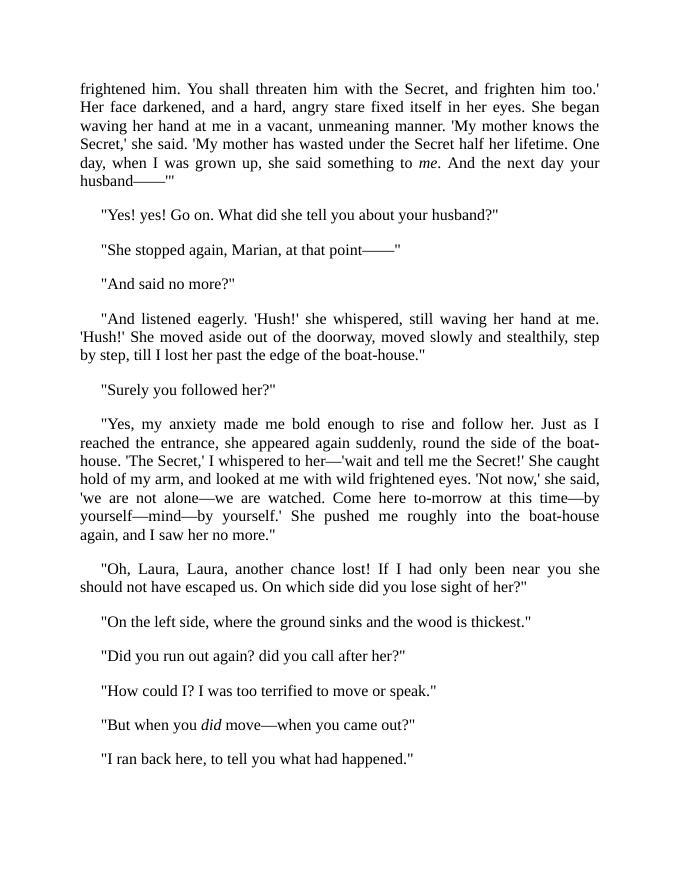 frightened him. You shall threaten him with the Secret, and frighten him too.'
Her face darkened, and a hard, angry stare fixed itself in her eyes. She began
waving her hand at me in a vacant, unmeaning manner. 'My mother knows the
Secret,' she said. 'My mother has wasted under the Secret half her lifetime. One
day, when I was grown up, she said something to me. And the next day your
husband——'"
"Yes! yes! Go on. What did she tell you about your husband?"
"She stopped again, Marian, at that point——"
"And said no more?"
"And listened eagerly. 'Hush!' she whispered, still waving her hand at me.
'Hush!' She moved aside out of the doorway, moved slowly and stealthily, step
by step, till I lost her past the edge of the boat-house."
"Surely you followed her?"
"Yes, my anxiety made me bold enough to rise and follow her. Just as I
reached the entrance, she appeared again suddenly, round the side of the boat-
house. 'The Secret,' I whispered to her—'wait and tell me the Secret!' She caught
hold of my arm, and looked at me with wild frightened eyes. 'Not now,' she said,
'we are not alone—we are watched. Come here to-morrow at this time—by
yourself—mind—by yourself.' She pushed me roughly into the boat-house
again, and I saw her no more."
"Oh, Laura, Laura, another chance lost! If I had only been near you she
should not have escaped us. On which side did you lose sight of her?"
"On the left side, where the ground sinks and the wood is thickest."
"Did you run out again? did you call after her?"
"How could I? I was too terrified to move or speak."
"But when you did move—when you came out?"
"I ran back here, to tell you what had happened."